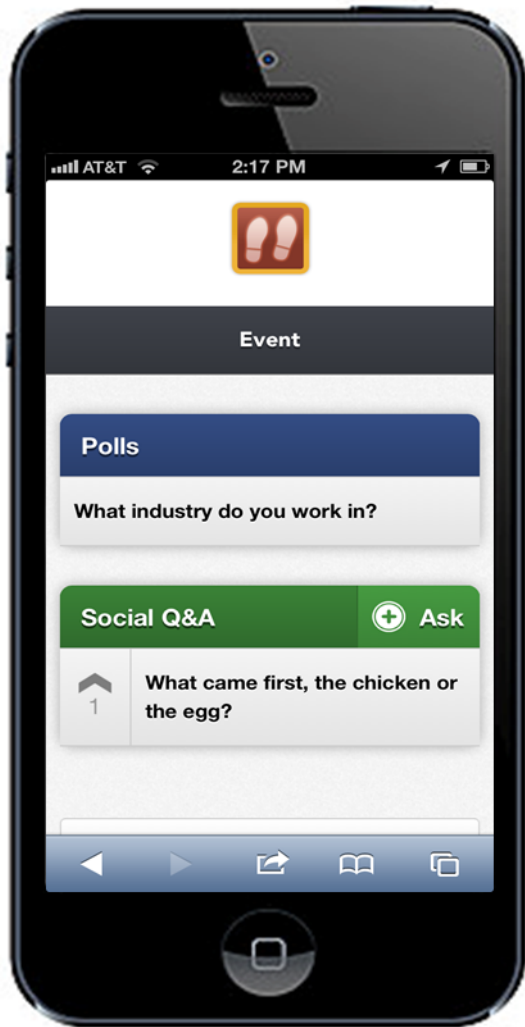 AT&T 2:17 PM
Event
Polls
What industry do you work in?
Social Q&A Ask
What came first, the chicken or
1
the egg?